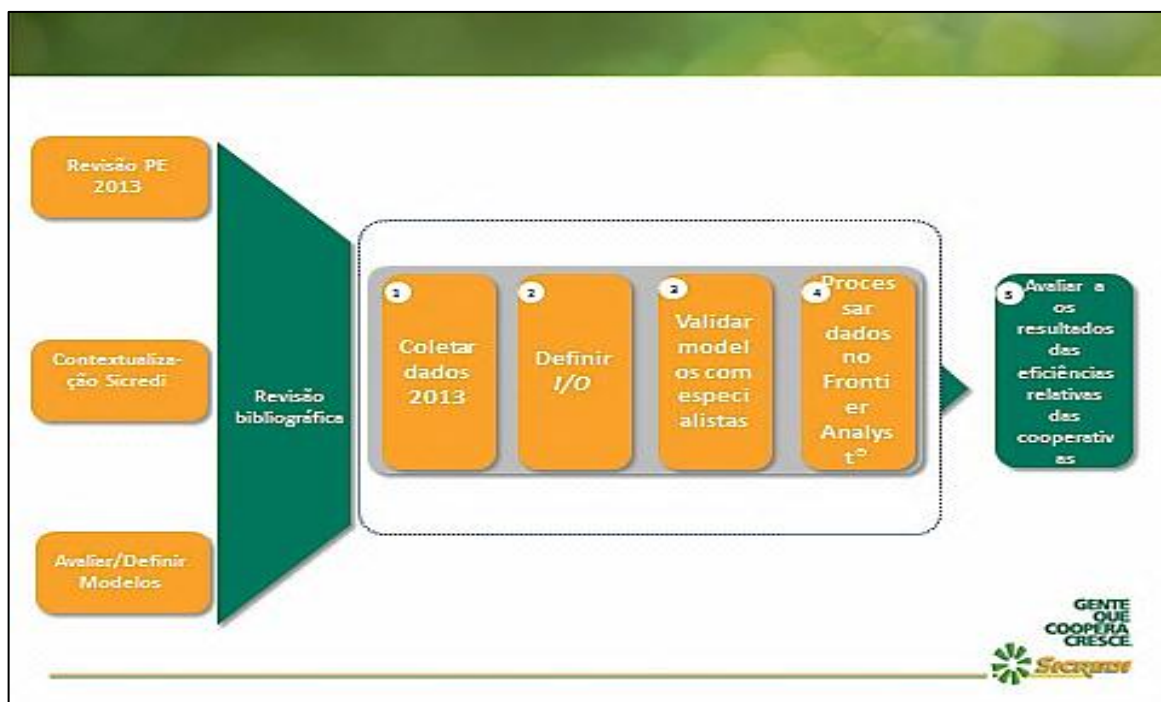 Revisão PE
2013
Contextualiza-
ção Sicredi
Avaliar/Definir
Modelos
Revisão
bibliográfica
1
Coletar
dados
2013
2
Definir
I/O
3
Validar
model
os com
especi
alistas
4
Proces
sar
dados
no
Fronti
er
Analys
t®
5
Avaliar a
os
resultados
das
eficiências
relativas
das
cooperativ
as
GENTE
QUE
COOPERA
CRESCE.
Sicredi